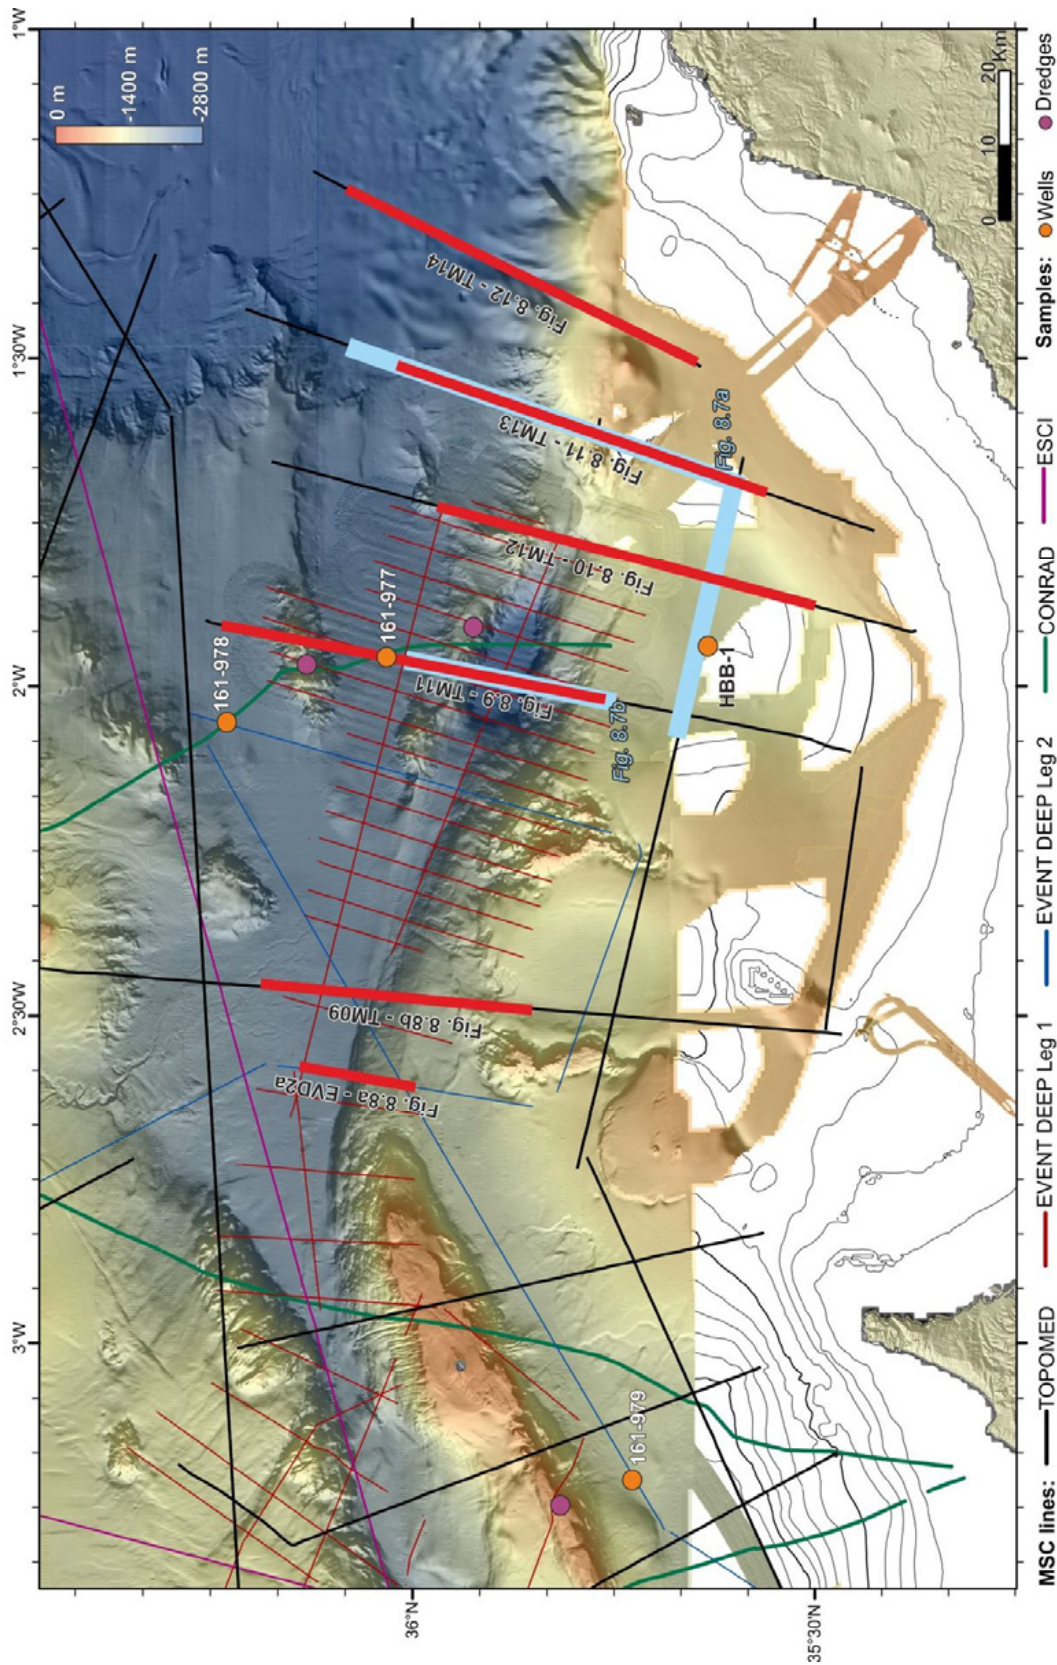 1°W
1°30'W
2°W
2°30'W
3°W
36°N
35°30'N
0 m
-1400 m
-2800 m
161-978
161-977
161-979
HBB-1
Fig. 8.12 - TM14
Fig. 8.11 - TM13
Fig. 8.10 - TM12
Fig. 8.9 - TM11
Fig. 8.8b - TM09
Fig. 8.8a - EVD2a
Fig. 8.7a
Fig. 8.7b
0 10 20
Km
MSC lines: TOPOMED EVENT DEEP Leg 1 EVENT DEEP Leg 2 CONRAD ESCI Samples: Wells Dredges